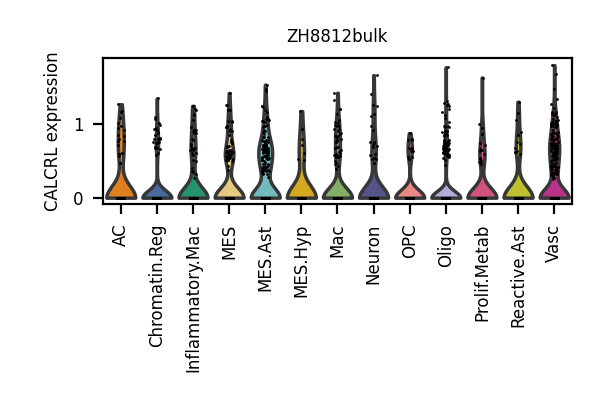 ZH8812bulk
CALCRL expression
1
0
AC
Chromatin.Reg
Inflammatory.Mac
MES
MES.Ast
MES.Hyp
Mac
Neuron
OPC
Oligo
Prolif.Metab
Reactive.Ast
Vasc